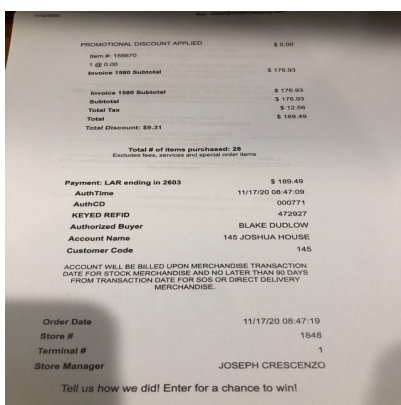 11/30/2020
PROMOTIONAL DISCOUNT APPLIED $ 0.00
Item #: 155670
1 @ 0.00
Invoice 1580 Subtotal $ 176.93
Invoice 1580 Subtotal $ 176.93
Subtotal $ 176.93
Total Tax $ 12.56
Total $ 189.49
Total Discount: $9.31
Total # of items purchased: 28
Excludes fees, services and special order items
Payment: LAR ending in 2603 $ 189.49
AuthTime 11/17/20 08:47:09
AuthCD 000771
KEYED REFID 472927
Authorized Buyer BLAKE DUDLOW
Account Name 145 JOSHUA HOUSE
Customer Code 145
ACCOUNT WILL BE BILLED UPON MERCHANDISE TRANSACTION
DATE FOR STOCK MERCHANDISE AND NO LATER THAN 90 DAYS
FROM TRANSACTION DATE FOR SOS OR DIRECT DELIVERY
MERCHANDISE.
Order Date 11/17/20 08:47:19
Store # 1848
Terminal # 1
Store Manager JOSEPH CRESCENZO
Tell us how we did! Enter for a chance to win!